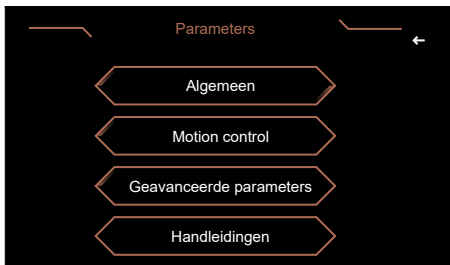 Parameters
Algemeen
Motion control
Geavanceerde parameters
Handleidingen